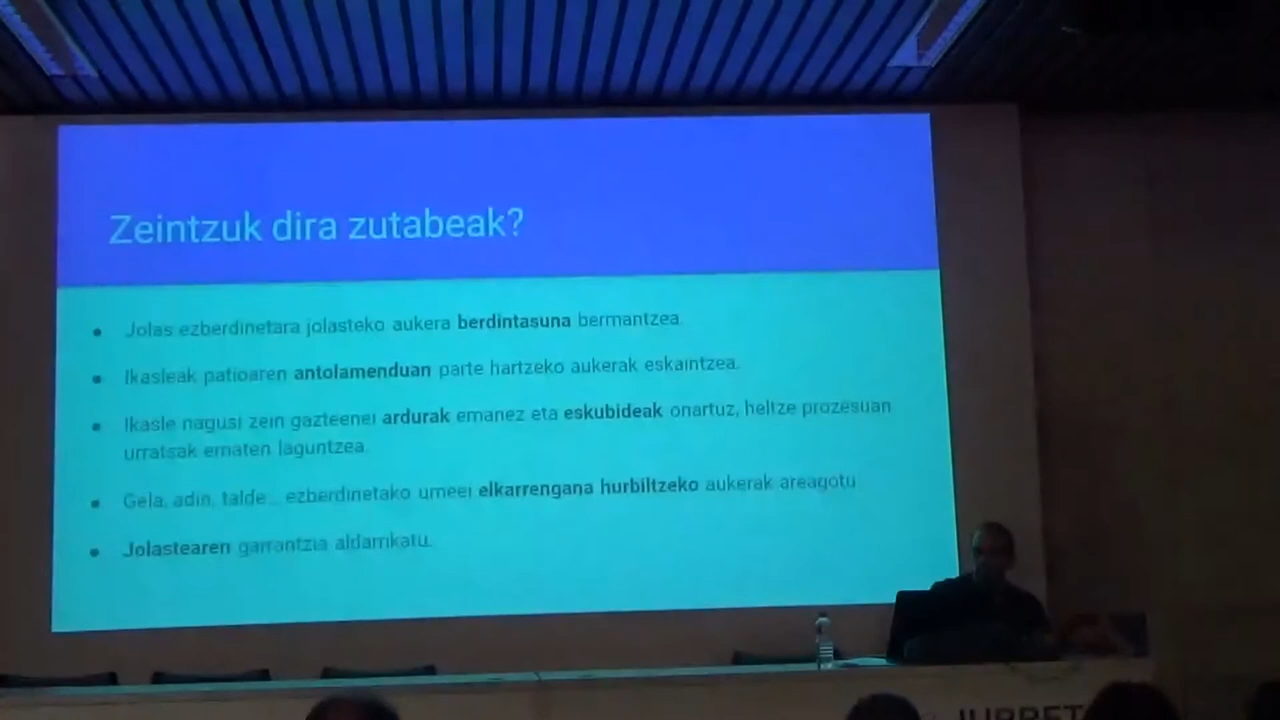 Zeintzuk dira zutabeak?
• Jolas ezberdinetara jolasteko aukera berdintasuna bermantzea.
• Ikasleak patioaren antolamenduan parte hartzeko aukerak eskaintzea.
• Ikasle nagusi zein gazteenei ardurak emanez eta eskubideak onartuz, heltze prozesuan
urratsak ematen laguntzea.
• Gela, adin, talde... ezberdinetako umeei elkarrengana hurbiltzeko aukerak areagotu
• Jolastearen garrantzia aldarrikatu.